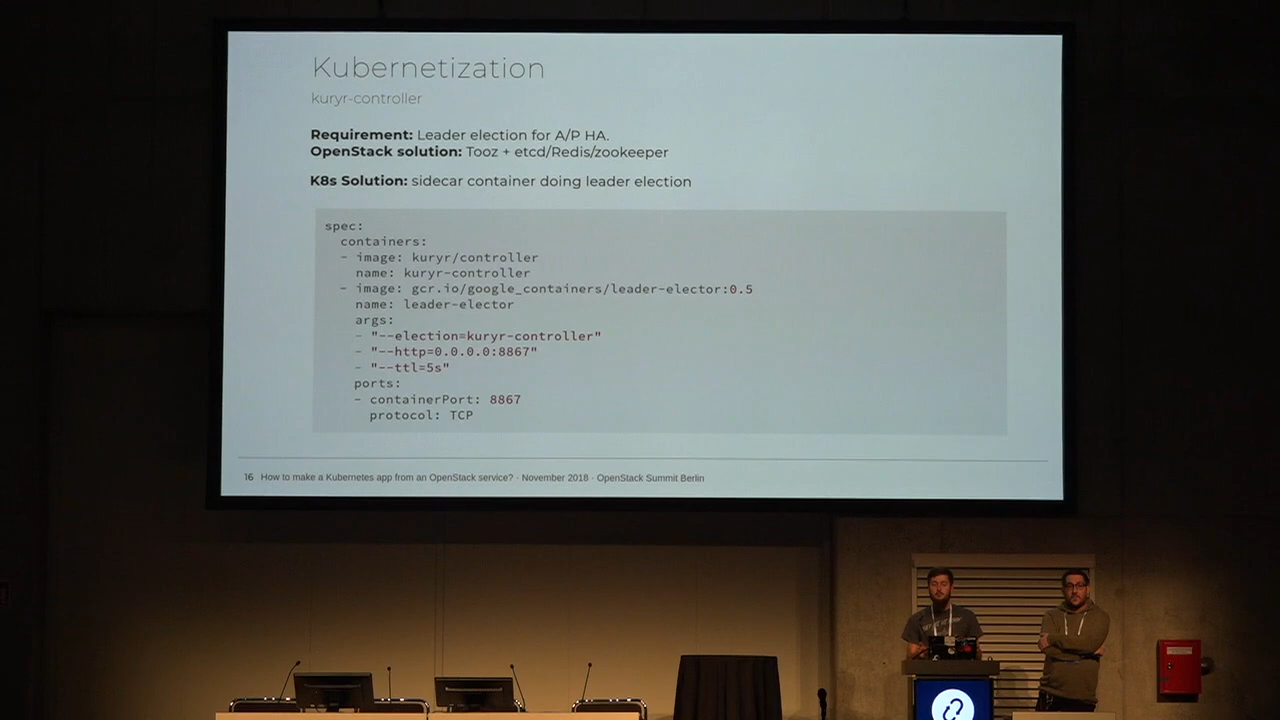 Kubernetization
kuryr-controller
Requirement: Leader election for A/P HA.
OpenStack solution: Tooz + etcd/Redis/zookeeper
K8s Solution: sidecar container doing leader election
spec:
containers:
- image: kuryr/controller
name: kuryr-controller
- image: gcr.io/google_containers/leader-elector:0.5
name: leader-elector
args:
- "--election=kuryr-controller"
- "--http=0.0.0.0:8867"
- "--ttl=5s"
ports:
- containerPort: 8867
protocol: TCP
16 How to make a Kubernetes app from an OpenStack service? · November 2018 · OpenStack Summit Berlin